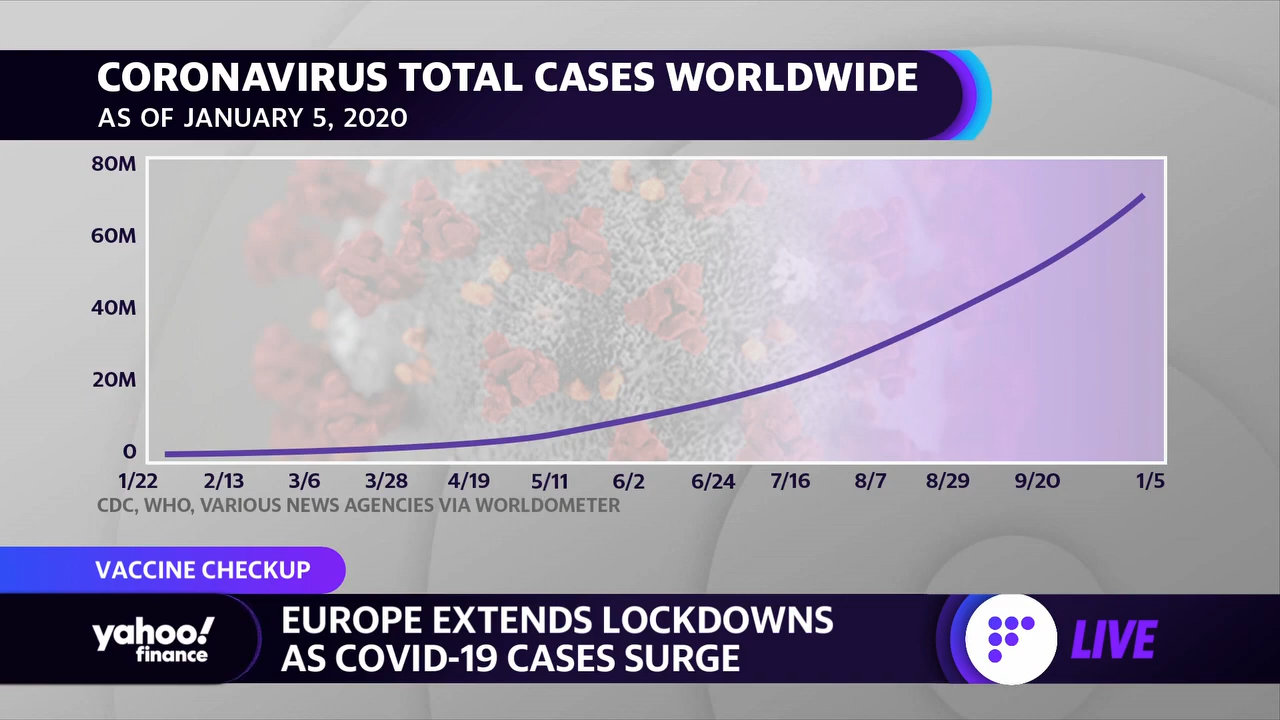 CORONAVIRUS TOTAL CASES WORLDWIDE
AS OF JANUARY 5, 2020
80M
60M
40M
20M
0
1/22 2/13 3/6 3/28 4/19 5/11 6/2 6/24 7/16 8/7 8/29 9/20 1/5
CDC, WHO, VARIOUS NEWS AGENCIES VIA WORLDOMETER
VACCINE CHECKUP
yahoo!
finance
EUROPE EXTENDS LOCKDOWNS
AS COVID-19 CASES SURGE
LIVE